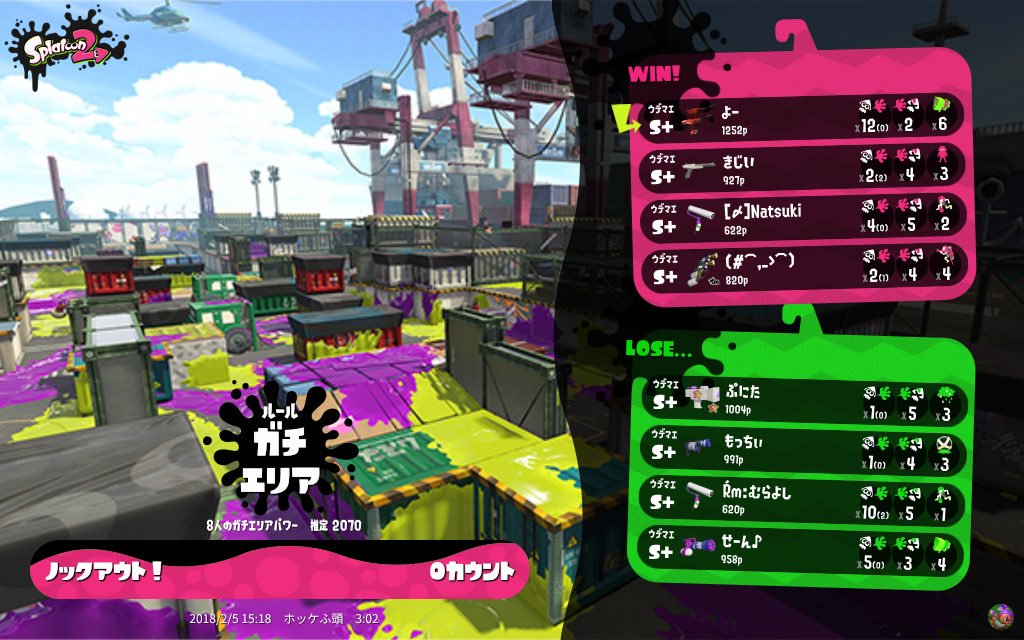 Splatoon 2
ルール
ガチ
エリア
8人のガチエリアパワー 推定 2070
ノックアウト!
0カウント
2018/2/5 15:18 ホッケふ頭 3:02
WIN!
ウデマエ
S+
よー
1252p
x12(0) x2 x6
ウデマエ
S+
きじい
927p
x2(2) x4 x3
ウデマエ
S+
[〆]Natsuki
622p
x4(0) x5 x2
ウデマエ
S+
(#⌒,_ゝ⌒)
820p
x2(1) x4 x4
LOSE...
ウデマエ
S+
ぷにた
1004p
x1(0) x5 x3
ウデマエ
S+
もっちぃ
991p
x1(0) x4 x3
ウデマエ
S+
Ŕm:むらよし
620p
x10(2) x5 x1
ウデマエ
S+
せーん♪
958p
x5(0) x3 x4